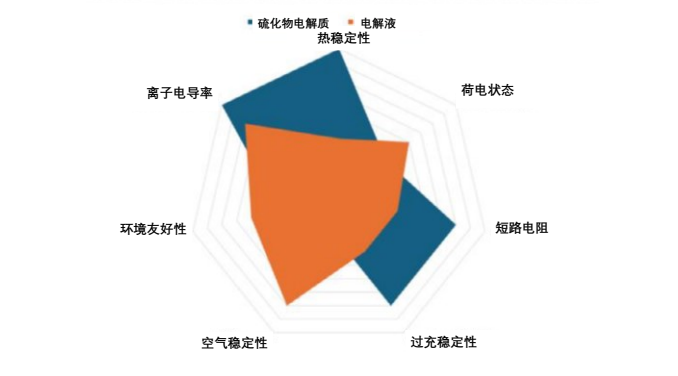 硫化物电解质 电解液
热稳定性
荷电状态
离子电导率
环境友好性
短路电阻
空气稳定性
过充稳定性